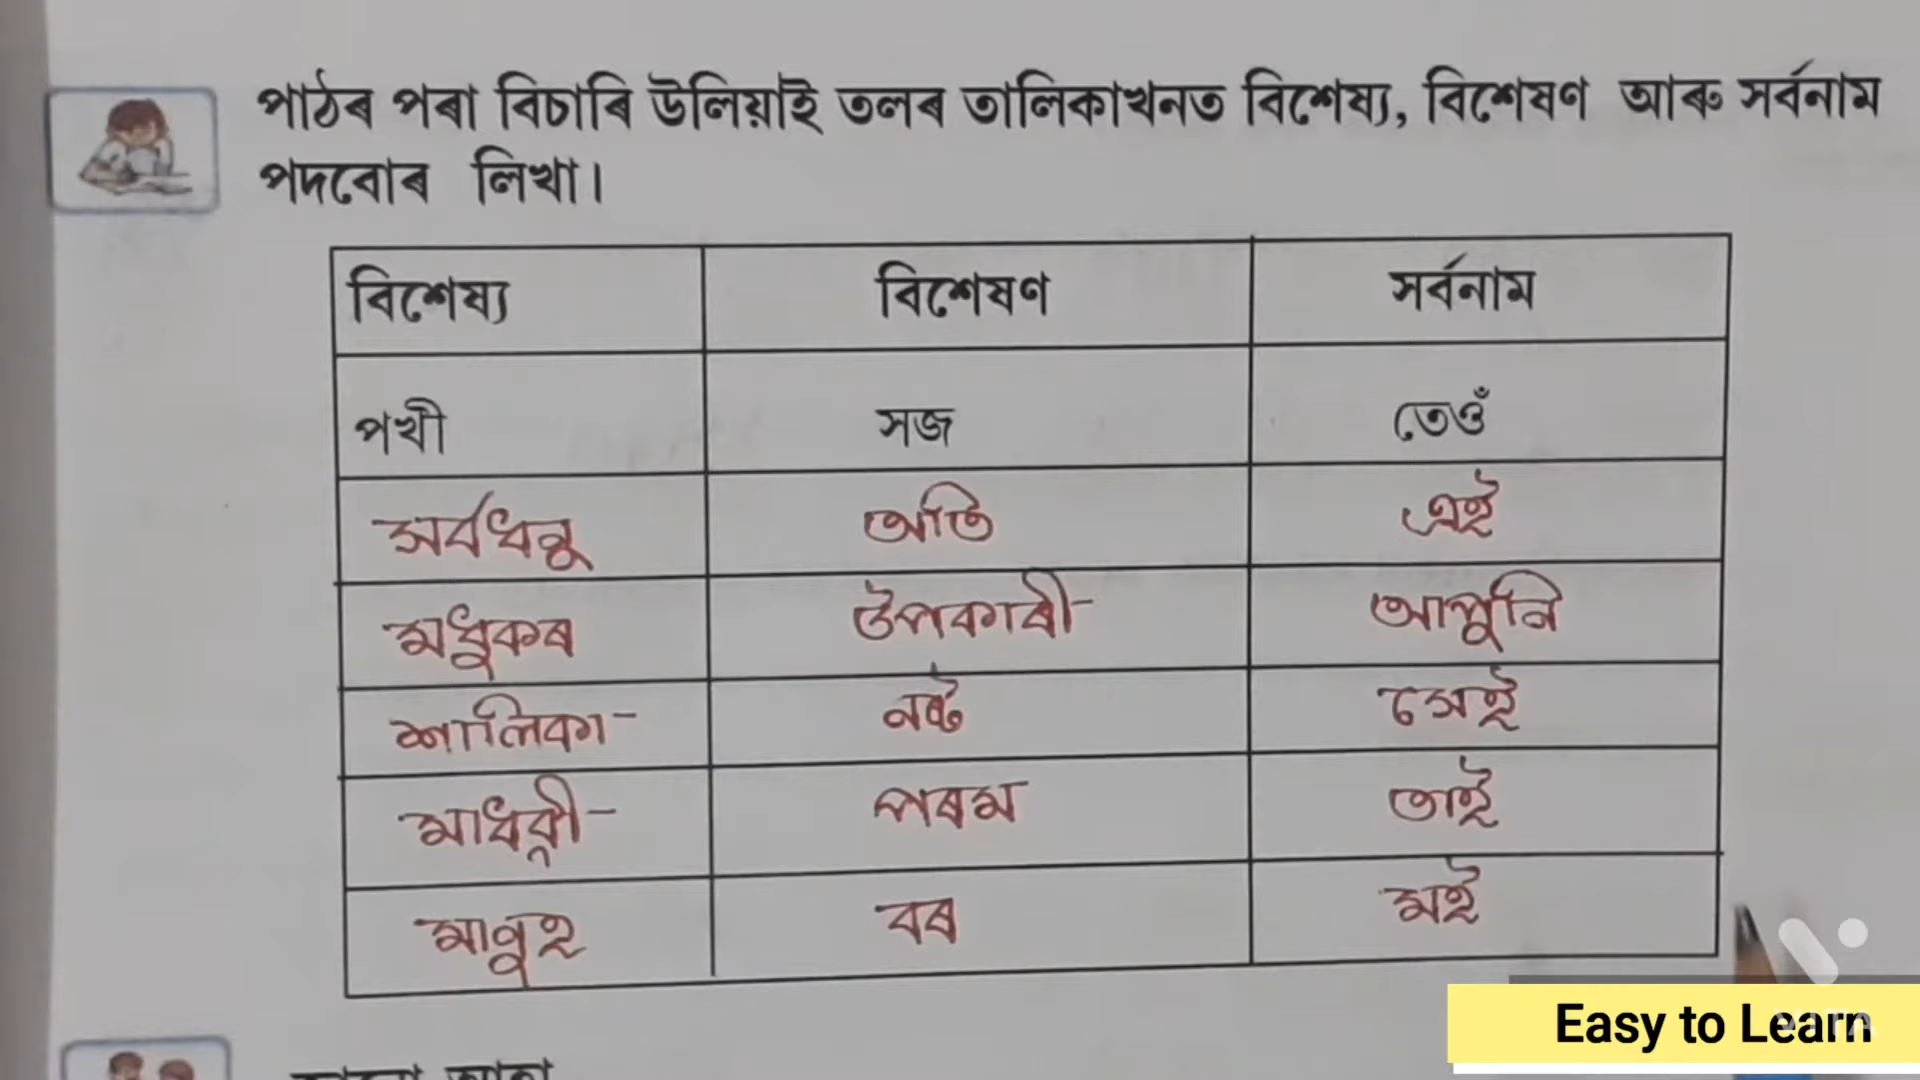 পাঠৰ পৰা বিচাৰি উলিয়াই তলৰ তালিকাখনত বিশেষ্য, বিশেষণ আৰু সৰ্বনাম
পদবোৰ লিখা।
বিশেষ্য বিশেষণ সৰ্বনাম
পখী সজ তেওঁ
সৰ্বধনু অতি এই
মধুকৰ উপকাৰী আপুনি
শালিকা নষ্ট সেই
মাধৱী পৰম তাই
মানুহ বৰ মই
Easy to Learn